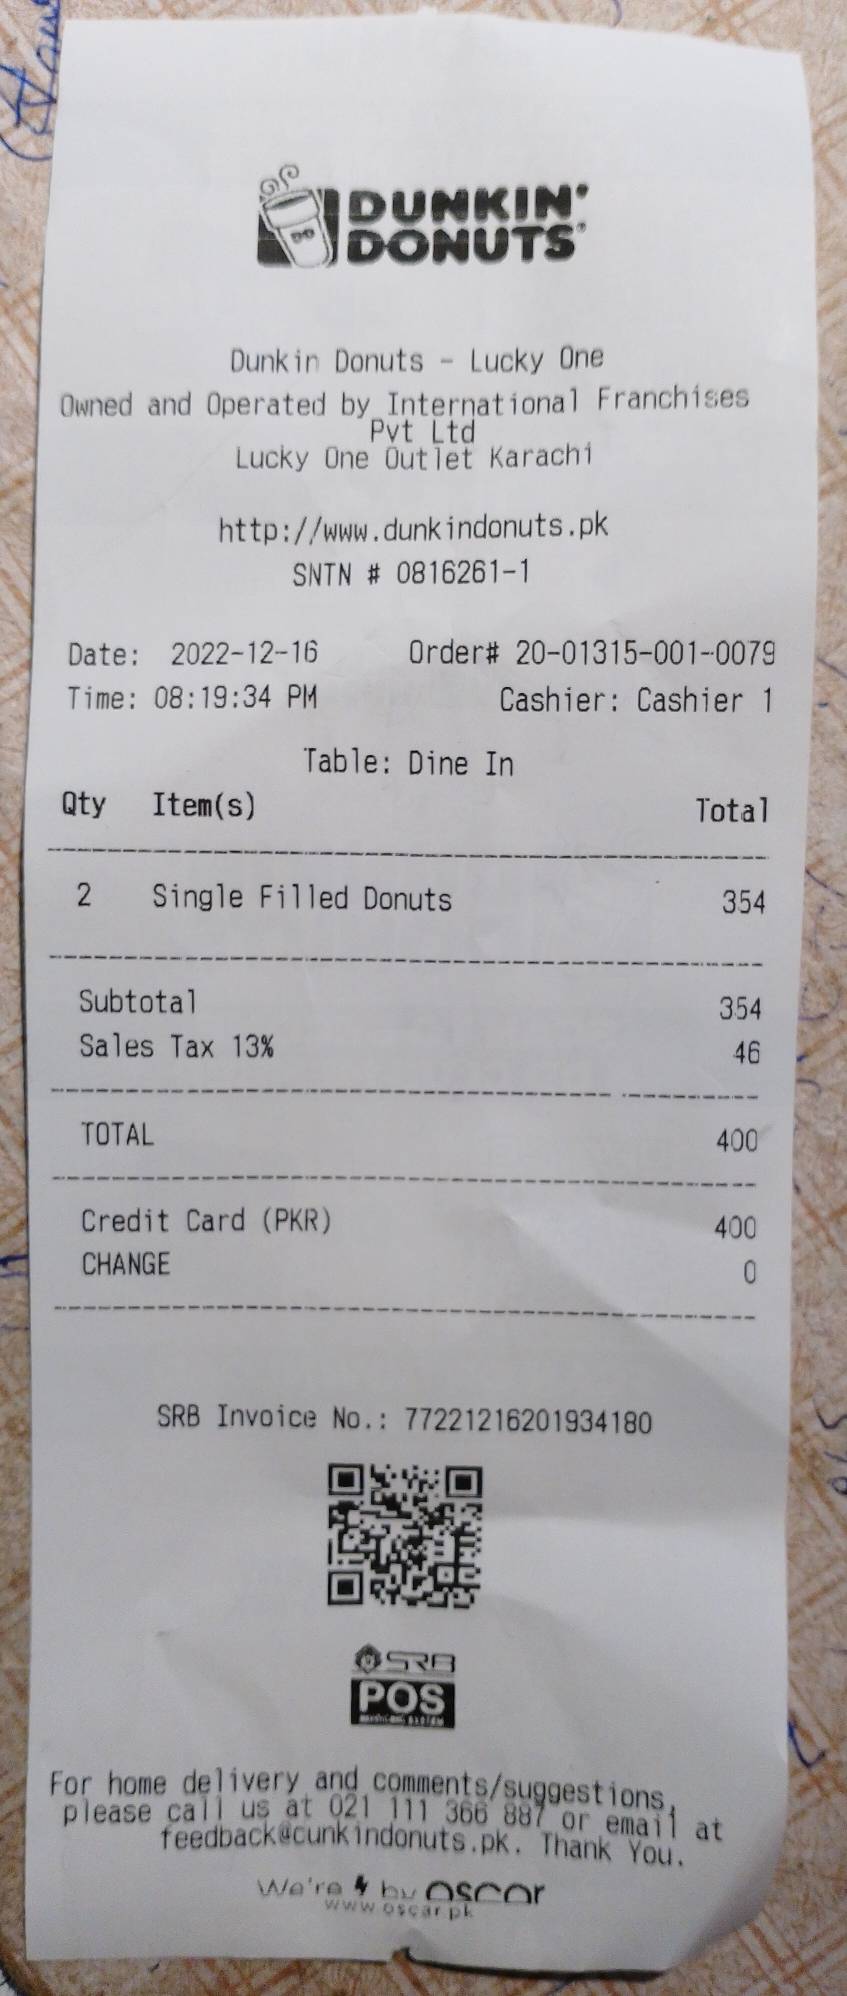 DUNKIN'
DONUTS
Dunkin Donuts - Lucky One
Owned and Operated by International Franchises
Pvt Ltd
Lucky One Outlet Karachi
http://www.dunkindonuts.pk
SNTN # 0816261-1
Date: 2022-12-16 Order# 20-01315-001-0079
Time: 08:19:34 PM Cashier: Cashier 1
Table: Dine In
Qty Item(s) Total
2 Single Filled Donuts 354
Subtotal 354
Sales Tax 13% 46
TOTAL 400
Credit Card (PKR) 400
CHANGE 0
SRB Invoice No.: 77221216201934180
SRB
POS
For home delivery and comments/suggestions,
please call us at 021 111 366 887 or email at
feedback@cunkindonuts.pk. Thank You.
We're by oscar
www.oscar.pk